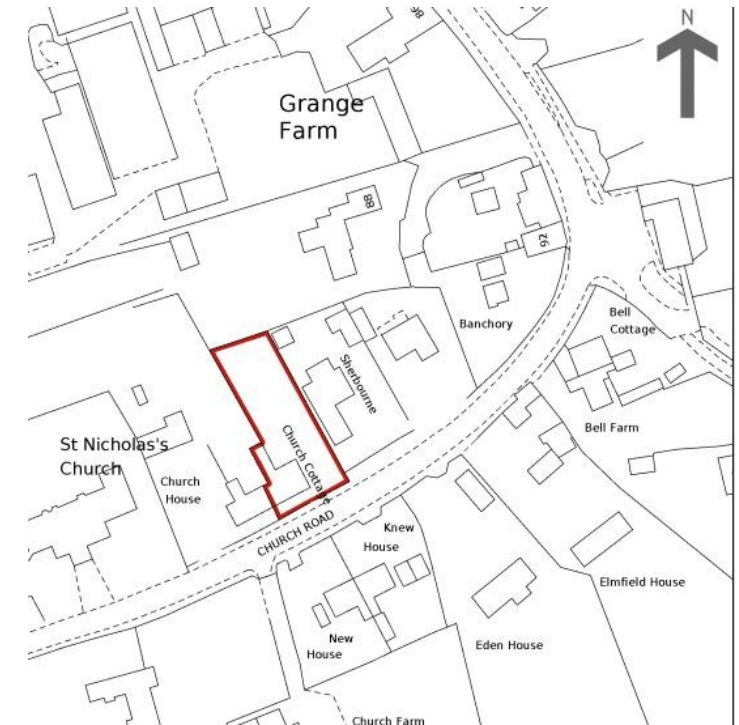 98
N
Grange
Farm
88
92
Banchory
Bell
Cottage
Sherbourne
Bell Farm
St Nicholas's
Church
Church
House
Church Cottage
CHURCH ROAD
Knew
House
Elmfield House
New
House
Eden House
Church Farm